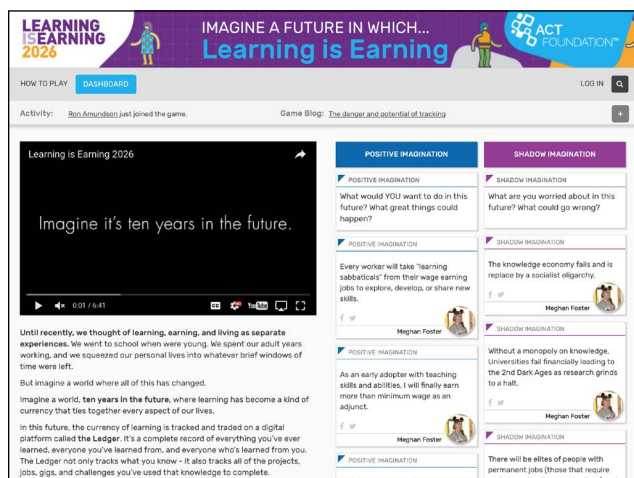 LEARNING
IS EARNING
2026
IMAGINE A FUTURE IN WHICH...
Learning is Earning
ACT
FOUNDATION™
HOW TO PLAY
DASHBOARD
LOG IN
Activity:
Ron Amundson just joined the game.
Game Blog:
The danger and potential of tracking
+
Learning is Earning 2026
Imagine it's ten years in the future.
0:01 / 6:41
CC
HD
YouTube
Until recently, we thought of learning, earning, and living as separate
experiences. We went to school when were young. We spent our adult years
working, and we squeezed our personal lives into whatever brief windows of
time were left.
But imagine a world where all of this has changed.
Imagine a world, ten years in the future, where learning has become a kind of
currency that ties together every aspect of our lives.
In this future, the currency of learning is tracked and traded on a digital
platform called the Ledger. It's a complete record of everything you've ever
learned, everyone you've learned from, and everyone who's learned from you.
The Ledger not only tracks what you know - it also tracks all of the projects,
jobs, gigs, and challenges you've used that knowledge to complete.
POSITIVE IMAGINATION
POSITIVE IMAGINATION
What would YOU want to do in this
future? What great things could
happen?
POSITIVE IMAGINATION
Every worker will take "learning
sabbaticals" from their wage earning
jobs to explore, develop, or share new
skills.
Meghan Foster
POSITIVE IMAGINATION
As an early adopter with teaching
skills and abilities, I will finally earn
more than minimum wage as an
adjunct.
Meghan Foster
POSITIVE IMAGINATION
SHADOW IMAGINATION
SHADOW IMAGINATION
What are you worried about in this
future? What could go wrong?
SHADOW IMAGINATION
The knowledge economy fails and is
replace by a socialist oligarchy.
Meghan Foster
SHADOW IMAGINATION
Without a monopoly on knowledge,
Universities fail financially leading to
the 2nd Dark Ages as research grinds
to a halt.
Meghan Foster
SHADOW IMAGINATION
There will be elites of people with
permanent jobs (those that require